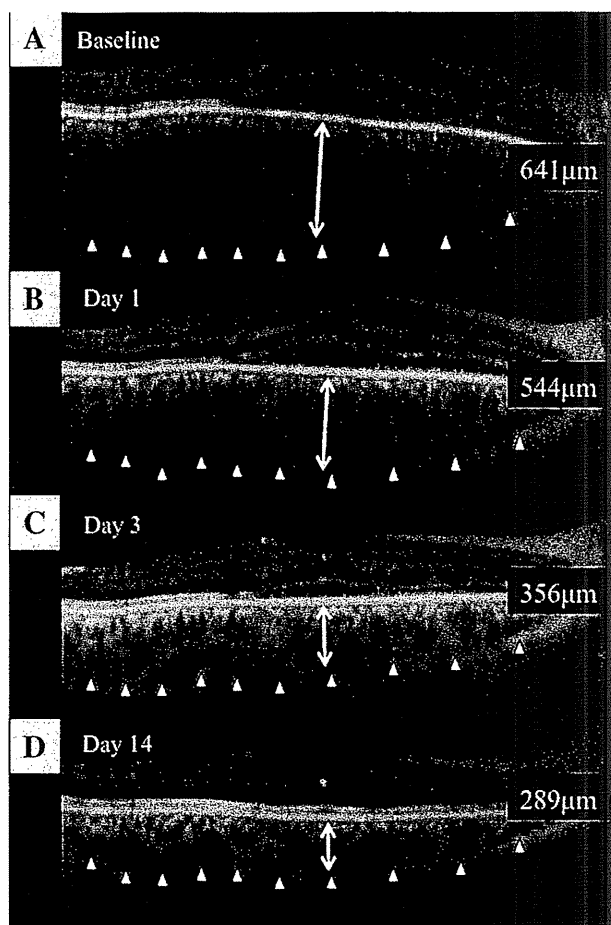 A Baseline
641μm
B Day 1
544μm
C Day 3
356μm
D Day 14
289μm